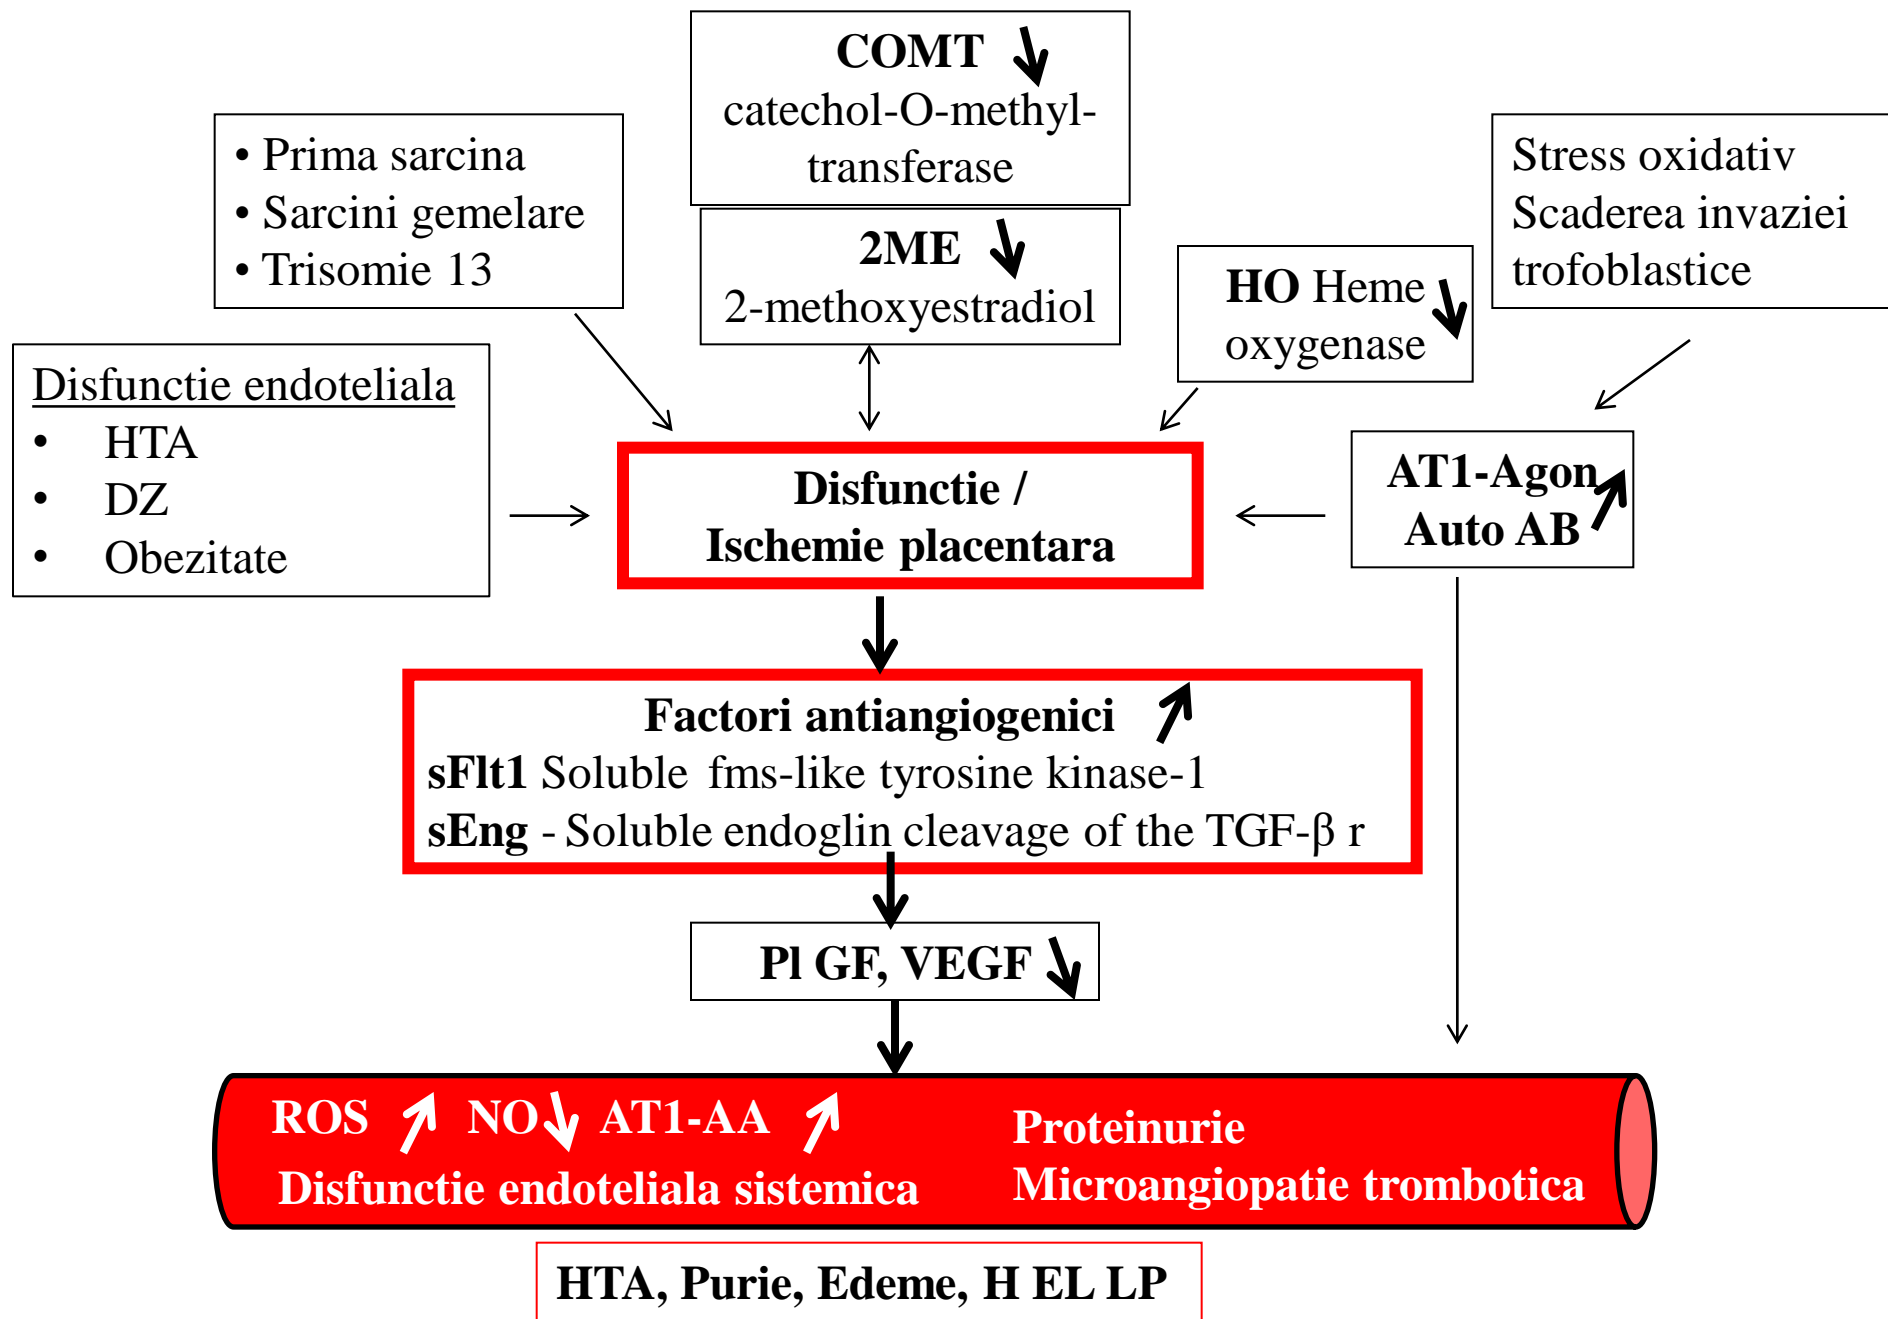 COMT
catechol-O-methyl-
transferase
• Prima sarcina
• Sarcini gemelare
• Trisomie 13
Stress oxidativ
Scaderea invaziei
trofoblastice
2ME
2-methoxyestradiol
HO Heme
oxygenase
Disfunctie endoteliala
• HTA
• DZ
• Obezitate
Disfunctie /
Ischemie placentara
AT1-Agon
Auto AB
Factori antiangiogenici
sFlt1 Soluble fms-like tyrosine kinase-1
sEng - Soluble endoglin cleavage of the TGF-β r
Pl GF, VEGF
ROS NO AT1-AA
Disfunctie endoteliala sistemica
Proteinurie
Microangiopatie trombotica
HTA, Purie, Edeme, H EL LP